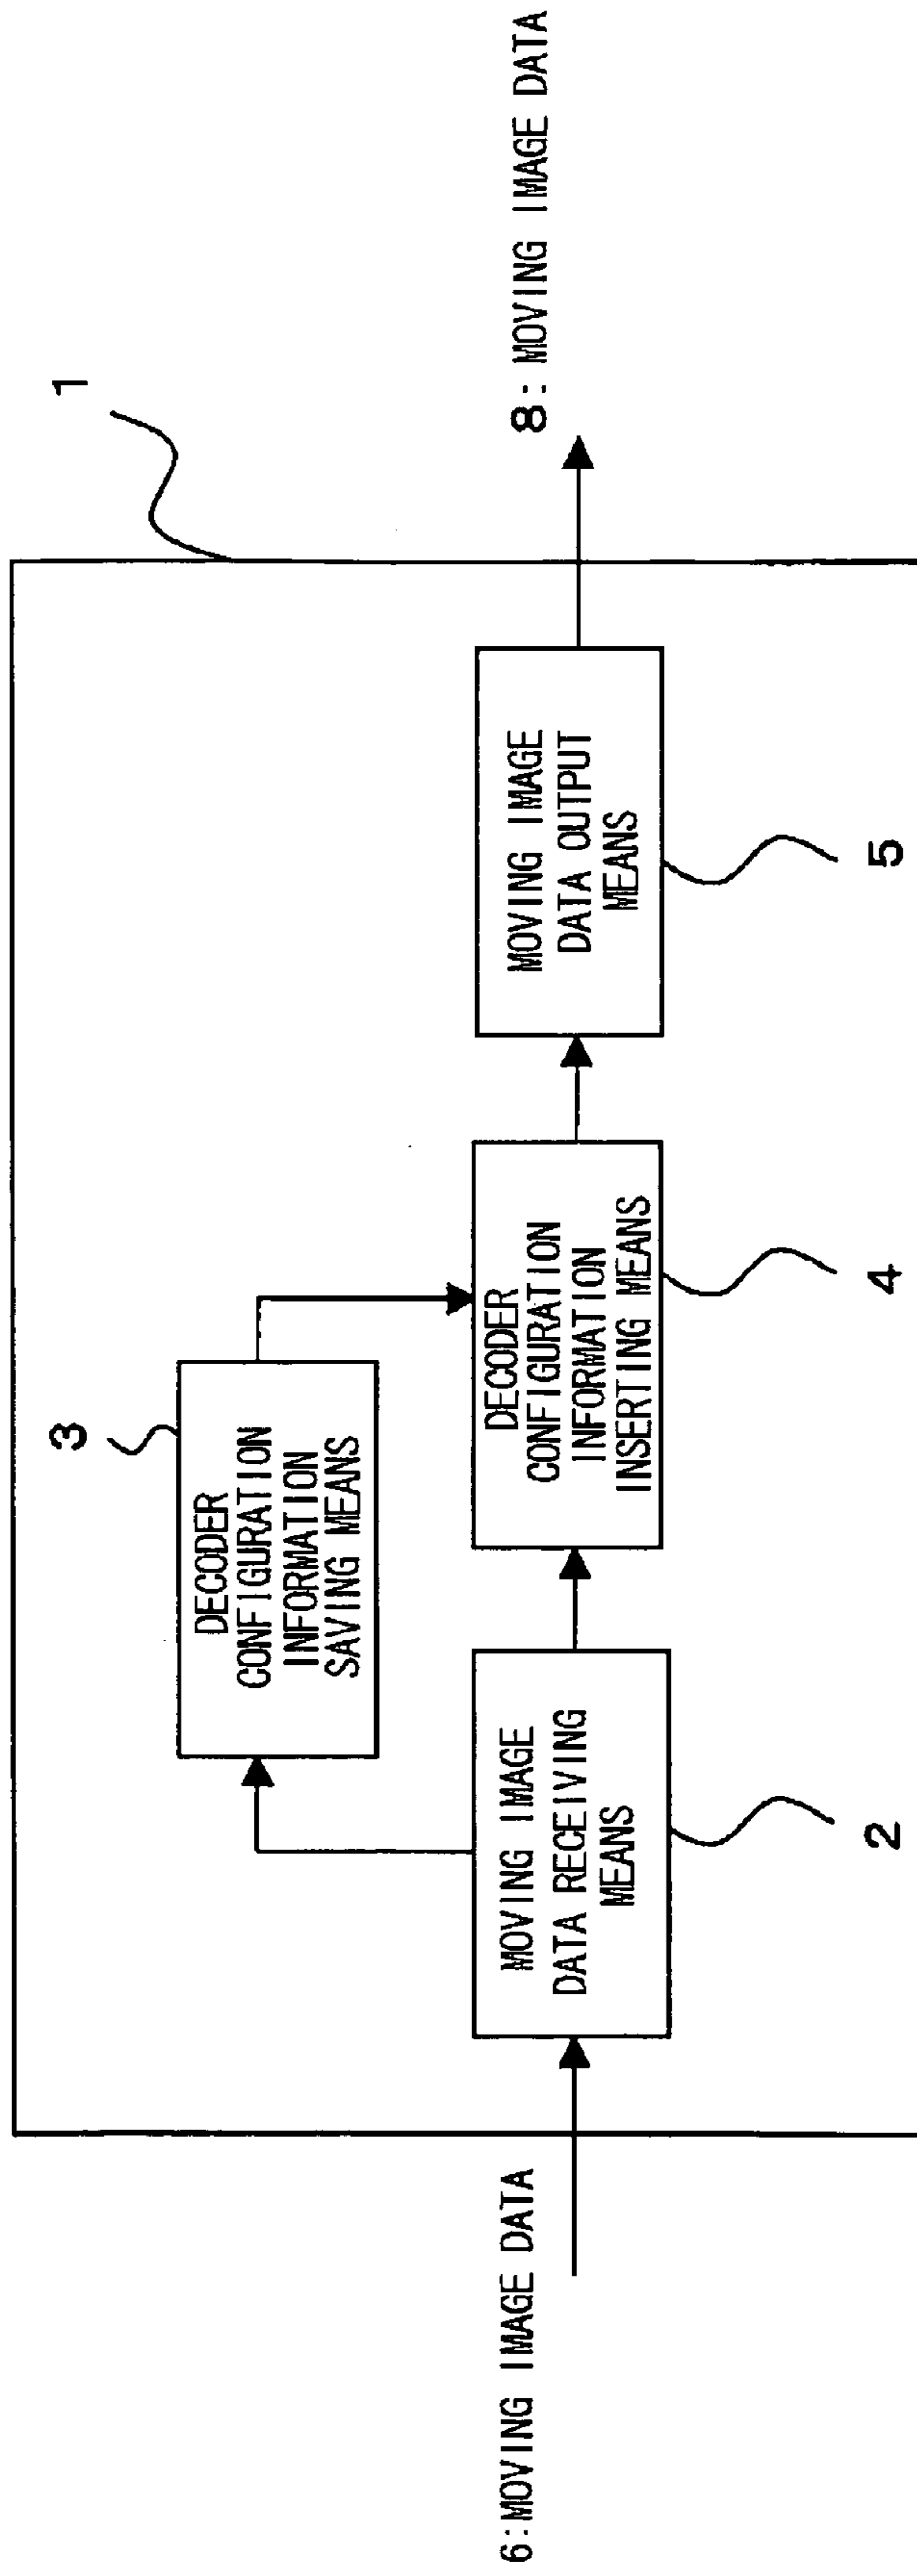 1
3
DECODER
CONFIGURATION
INFORMATION
SAVING MEANS
6:MOVING IMAGE DATA
MOVING IMAGE
DATA RECEIVING
MEANS
2
DECODER
CONFIGURATION
INFORMATION
INSERTING MEANS
4
MOVING IMAGE
DATA OUTPUT
MEANS
5
8: MOVING IMAGE DATA